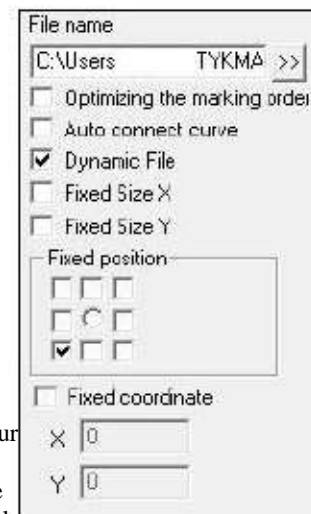 File name
C:\Users TYKMA >>
Optimizing the marking order
Auto connect curve
Dynamic File
Fixed Size X
Fixed Size Y
Fixed position
Fixed coordinate
ur
X 0
e
Y 0